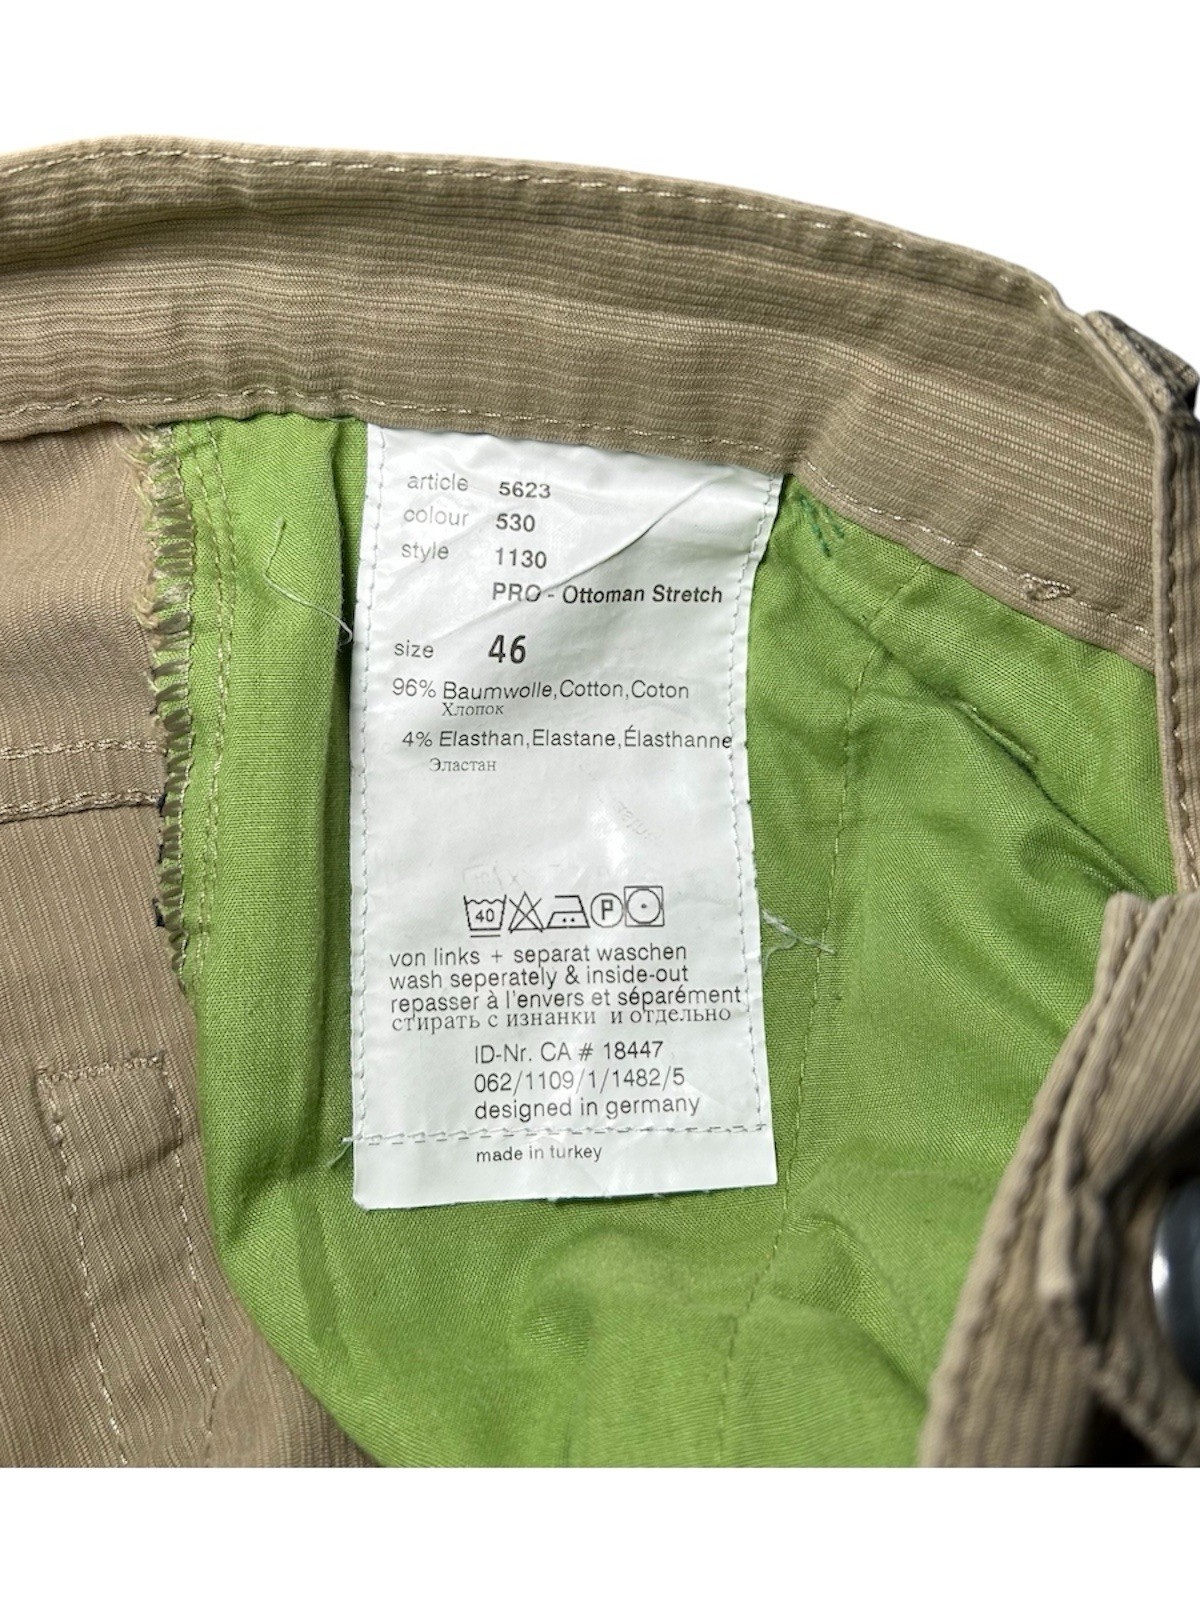 article 5623
colour 530
style 1130
PRO - Ottoman Stretch
size 46
96% Baumwolle,Cotton,Coton
Хлопок
4% Elasthan,Elastane,Élasthanne
Эластан
40 P
von links + separat waschen
wash seperately & inside-out
repasser à l'envers et séparément
стирать с изнанки и отдельно
ID-Nr. CA # 18447
062/1109/1/1482/5
designed in germany
made in turkey